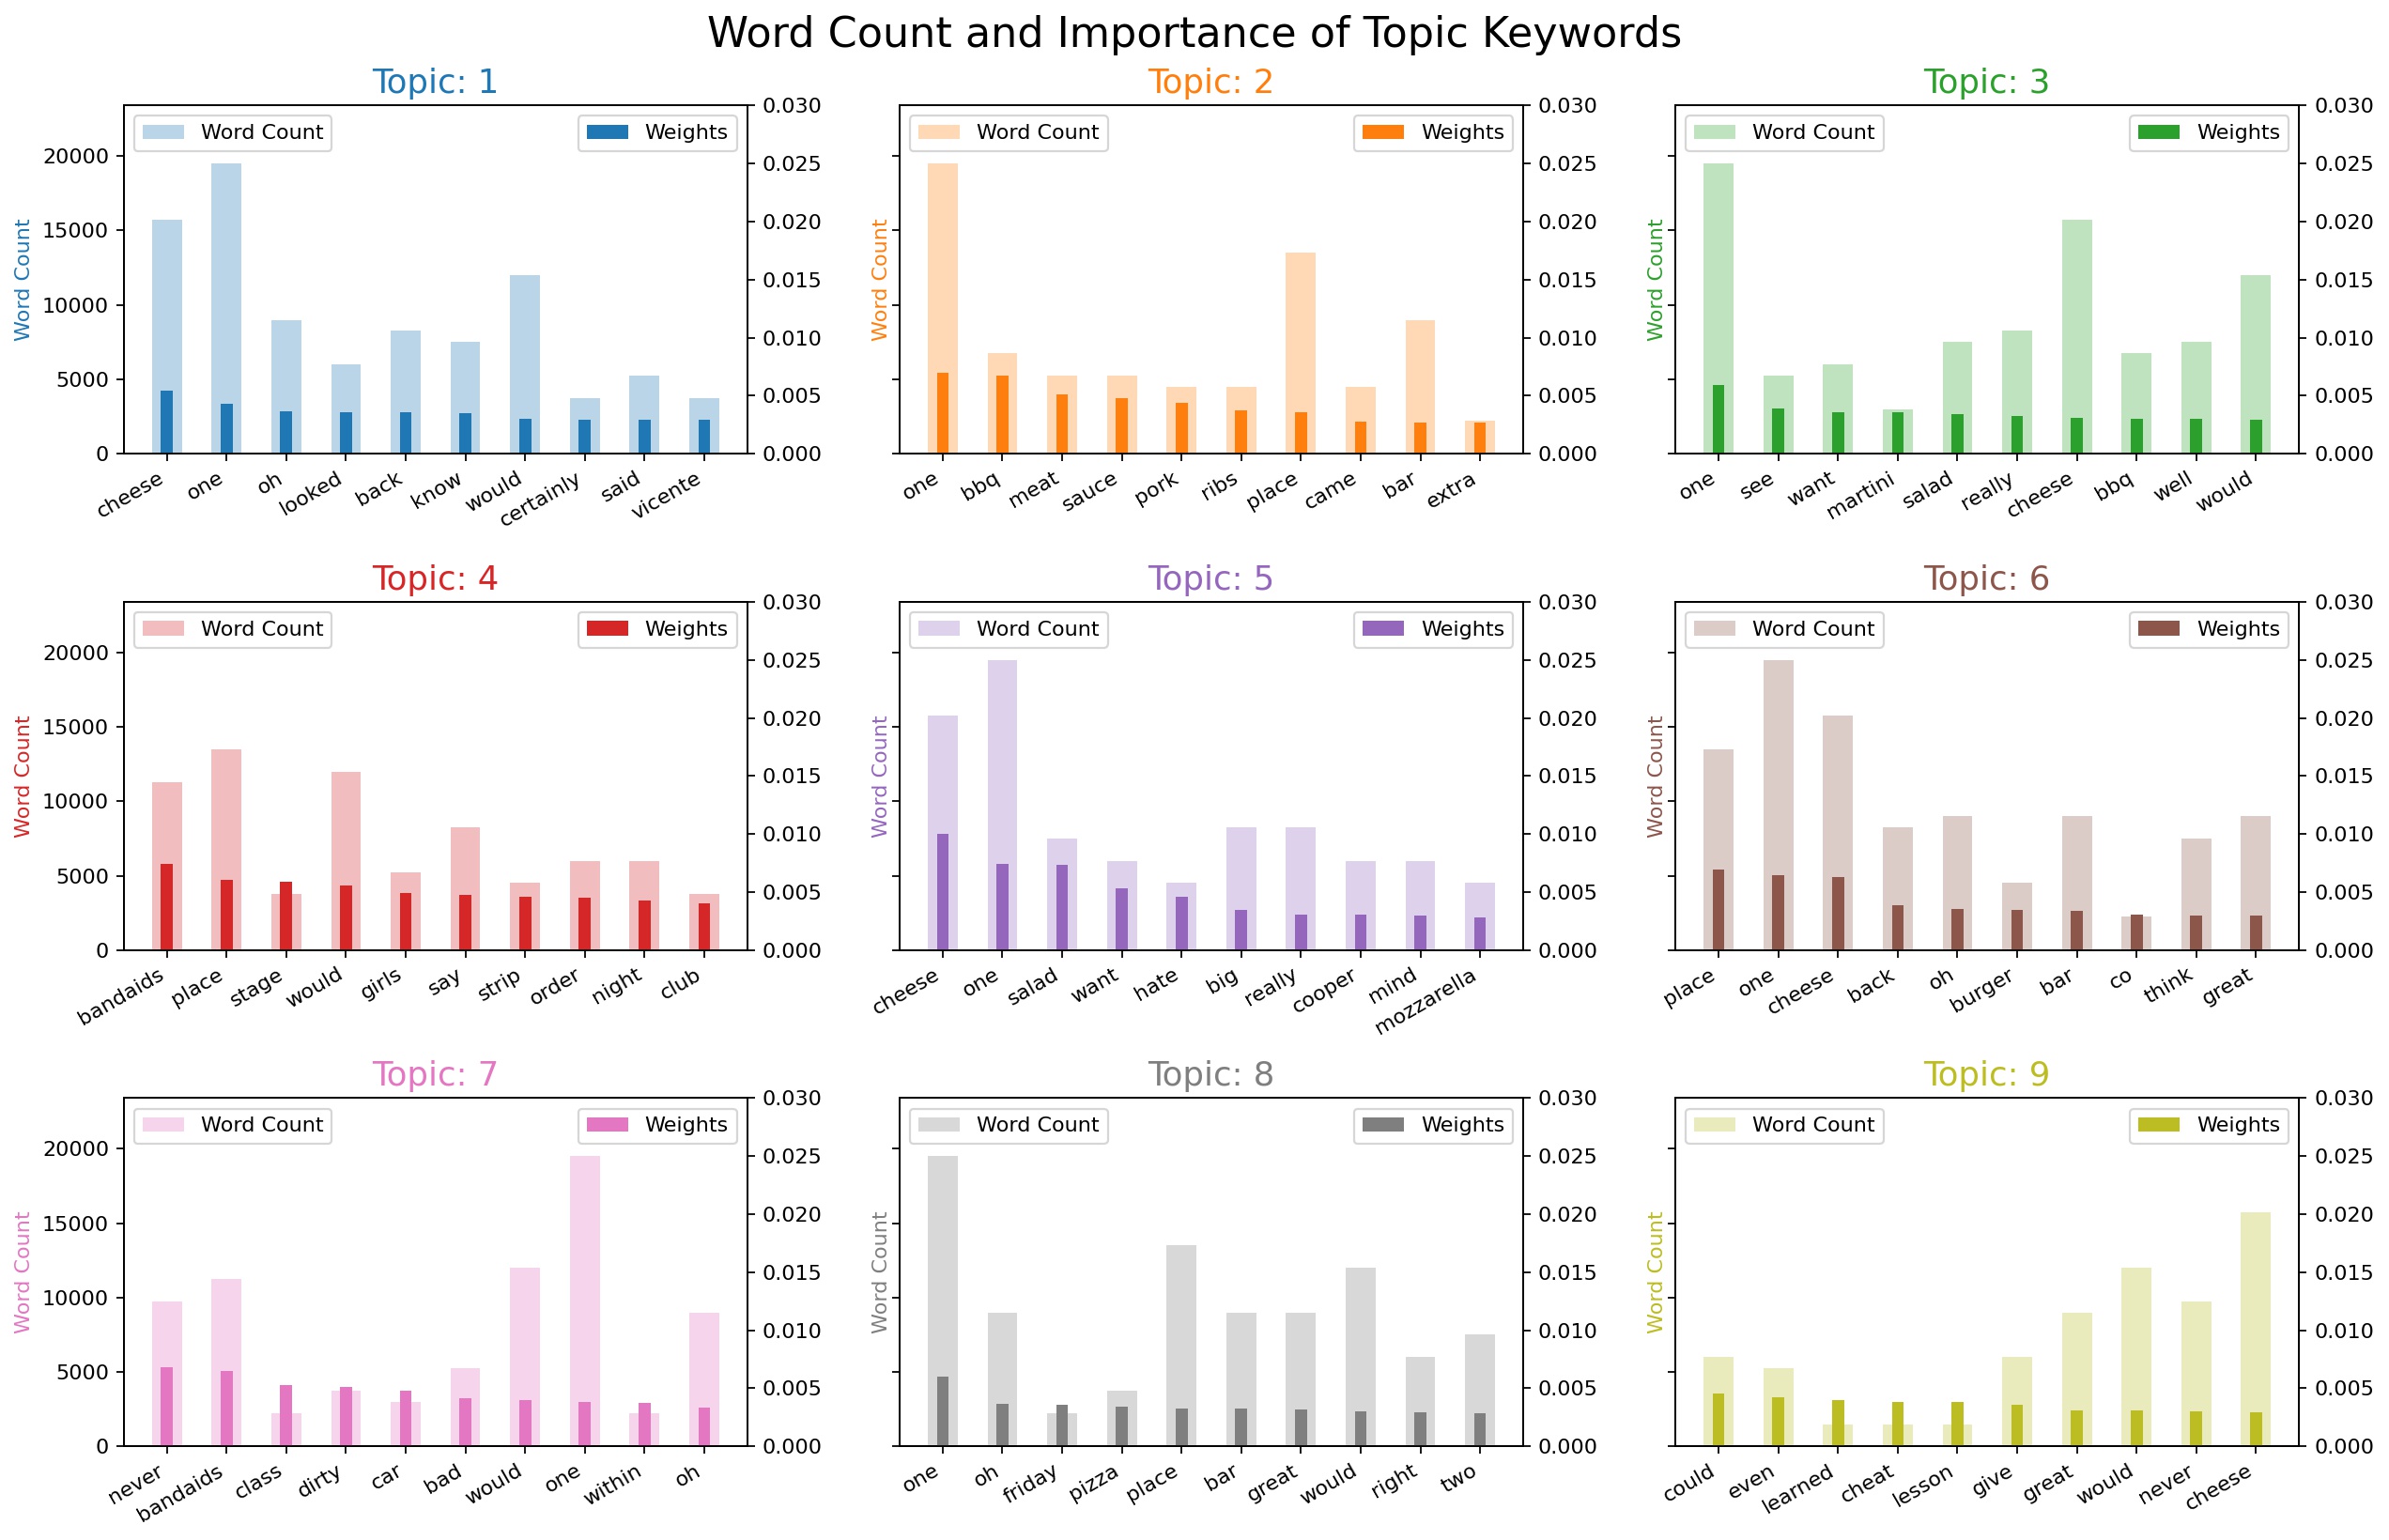 Word Count and Importance of Topic Keywords
Topic: 1
Word Count
Weights
Word Count
20000
15000
10000
5000
0
0.030
0.025
0.020
0.015
0.010
0.005
0.000
cheese one oh looked back know would certainly said vicente
Topic: 2
Word Count
Weights
Word Count
0.030
0.025
0.020
0.015
0.010
0.005
0.000
one bbq meat sauce pork ribs place came bar extra
Topic: 3
Word Count
Weights
Word Count
0.030
0.025
0.020
0.015
0.010
0.005
0.000
one see want martini salad really cheese bbq well would
Topic: 4
Word Count
Weights
Word Count
20000
15000
10000
5000
0
0.030
0.025
0.020
0.015
0.010
0.005
0.000
bandaids place stage would girls say strip order night club
Topic: 5
Word Count
Weights
Word Count
0.030
0.025
0.020
0.015
0.010
0.005
0.000
cheese one salad want hate big really cooper mind mozzarella
Topic: 6
Word Count
Weights
Word Count
0.030
0.025
0.020
0.015
0.010
0.005
0.000
place one cheese back oh burger bar co think great
Topic: 7
Word Count
Weights
Word Count
20000
15000
10000
5000
0
0.030
0.025
0.020
0.015
0.010
0.005
0.000
never bandaids class dirty car bad would one within oh
Topic: 8
Word Count
Weights
Word Count
0.030
0.025
0.020
0.015
0.010
0.005
0.000
one oh friday pizza place bar great would right two
Topic: 9
Word Count
Weights
Word Count
0.030
0.025
0.020
0.015
0.010
0.005
0.000
could even learned cheat lesson give great would never cheese